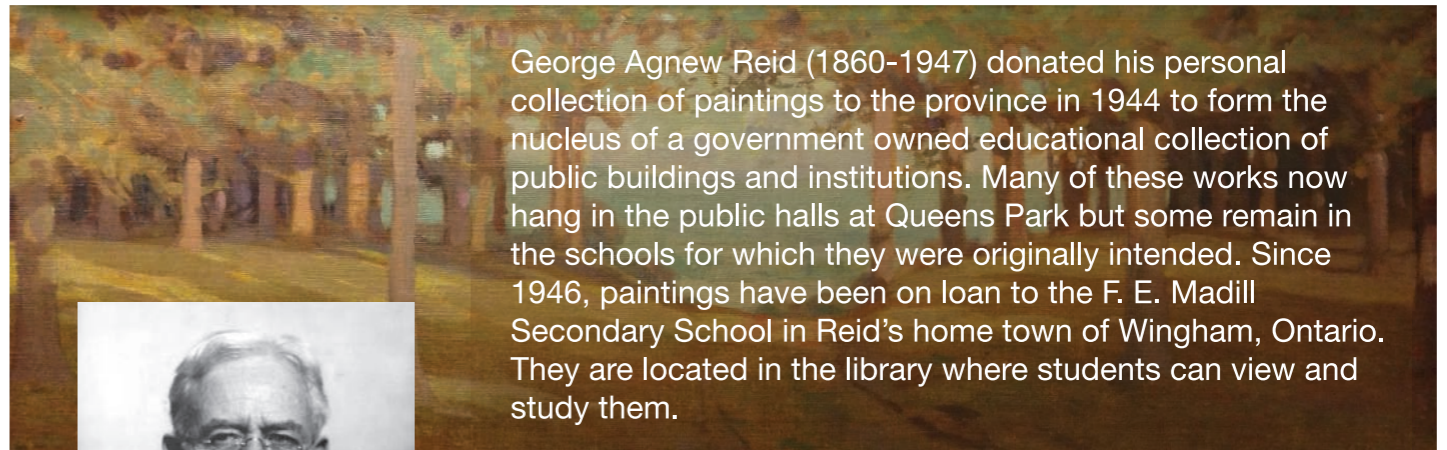 George Agnew Reid (1860-1947) donated his personal
collection of paintings to the province in 1944 to form the
nucleus of a government owned educational collection of
public buildings and institutions. Many of these works now
hang in the public halls at Queens Park but some remain in
the schools for which they were originally intended. Since
1946, paintings have been on loan to the F. E. Madill
Secondary School in Reid’s home town of Wingham, Ontario.
They are located in the library where students can view and
study them.